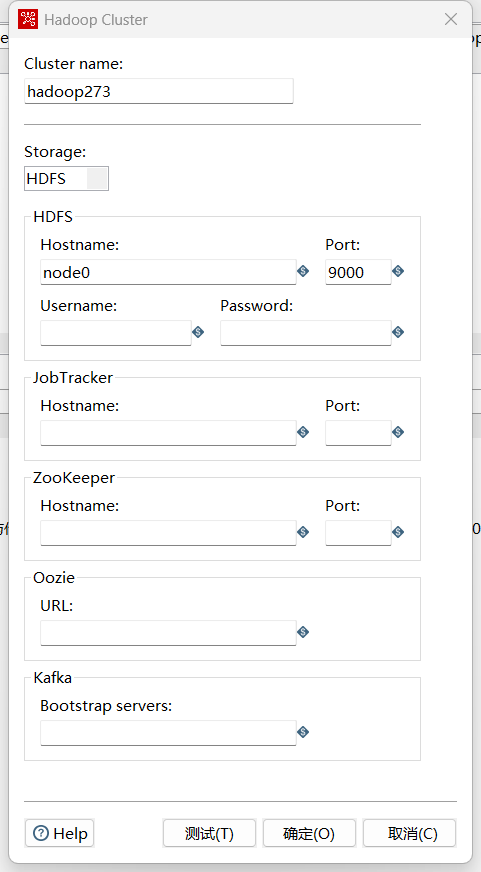 Hadoop Cluster
Cluster name:
hadoop273
Storage:
HDFS
HDFS
Hostname: Port:
node0 9000
Username: Password:
JobTracker
Hostname: Port:
ZooKeeper
Hostname: Port:
Oozie
URL:
Kafka
Bootstrap servers:
Help 测试(T) 确定(O) 取消(C)